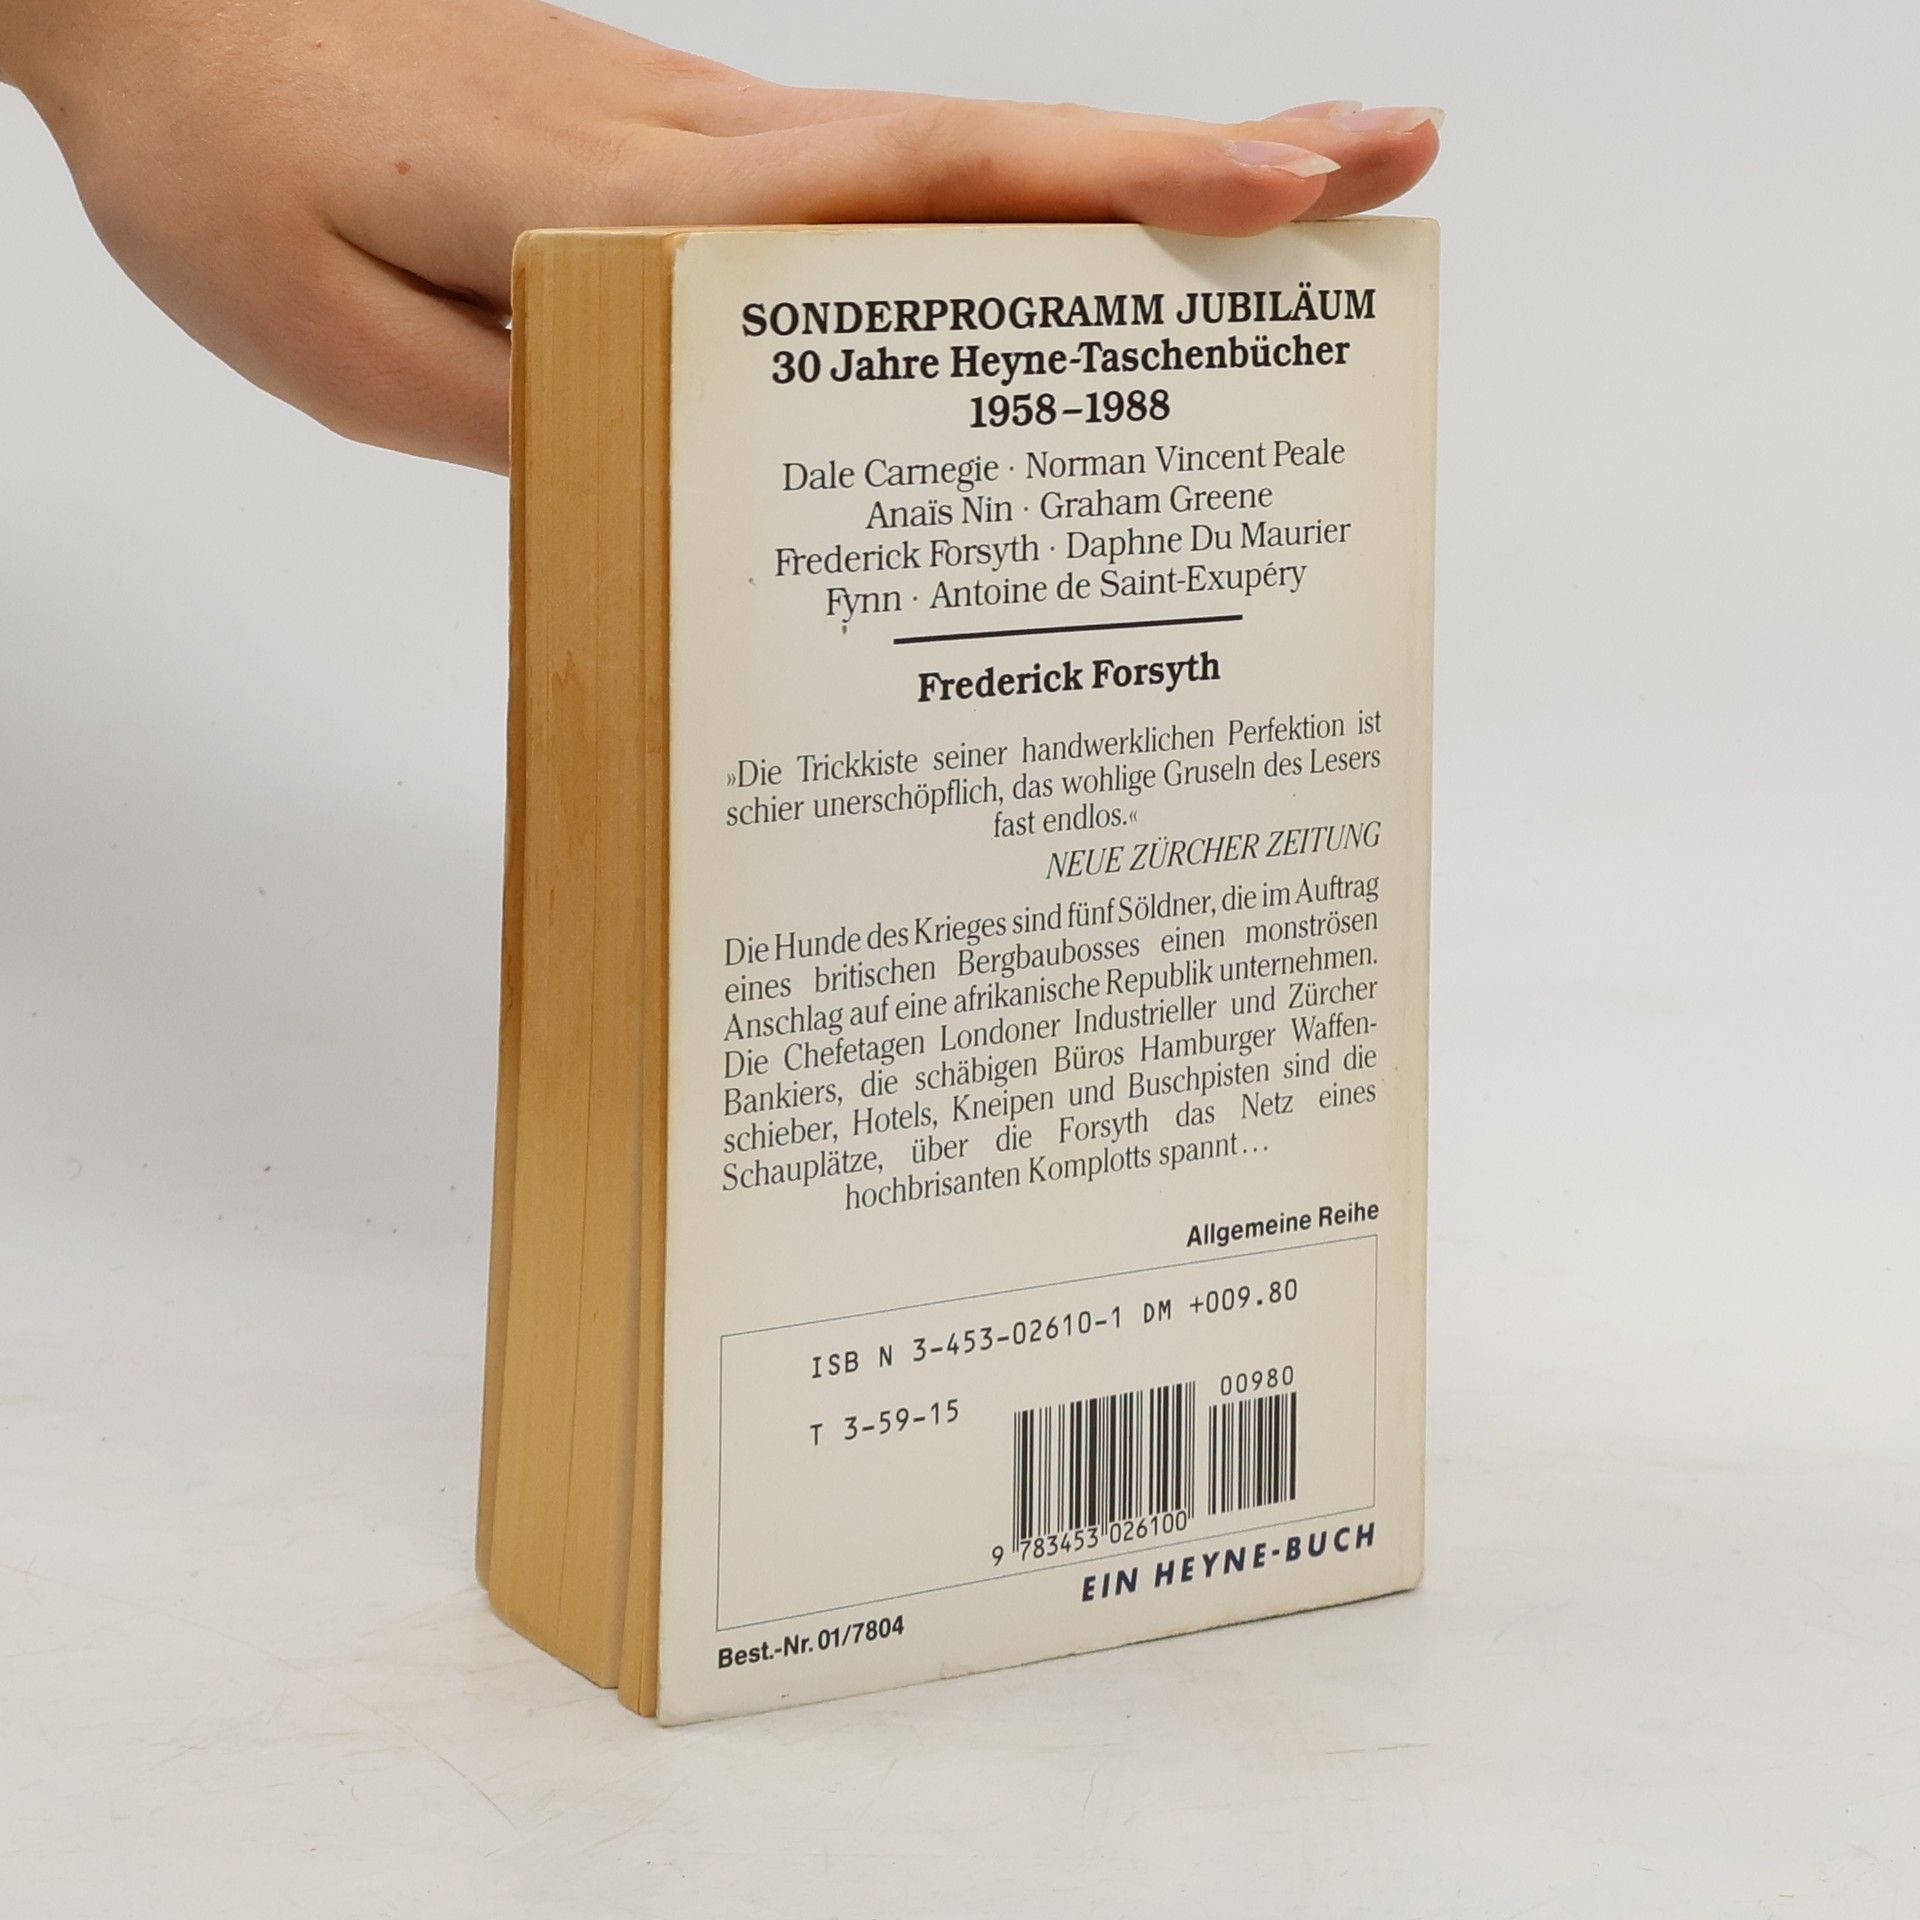 SONDERPROGRAMM JUBILÄUM
30 Jahre Heyne-Taschenbücher
1958–1988
Dale Carnegie · Norman Vincent Peale
Anaïs Nin · Graham Greene
Frederick Forsyth · Daphne Du Maurier
Fynn · Antoine de Saint-Exupéry
Frederick Forsyth
»Die Trickkiste seiner handwerklichen Perfektion ist
schier unerschöpflich, das wohlige Gruseln des Lesers
fast endlos.«
NEUE ZÜRCHER ZEITUNG
Die Hunde des Krieges sind fünf Söldner, die im Auftrag
eines britischen Bergbaubosses einen monströsen
Anschlag auf eine afrikanische Republik unternehmen.
Die Chefetagen Londoner Industrieller und Zürcher
Bankiers, die schäbigen Büros Hamburger Waffen-
schieber, Hotels, Kneipen und Buschpisten sind die
Schauplätze, über die Forsyth das Netz eines
hochbrisanten Komplotts spannt...
Allgemeine Reihe
ISB N 3-453-02610-1 DM +009.80
00980
T 3-59-15
9 783453 026100
EIN HEYNE-BUCH
Best.-Nr. 01/7804